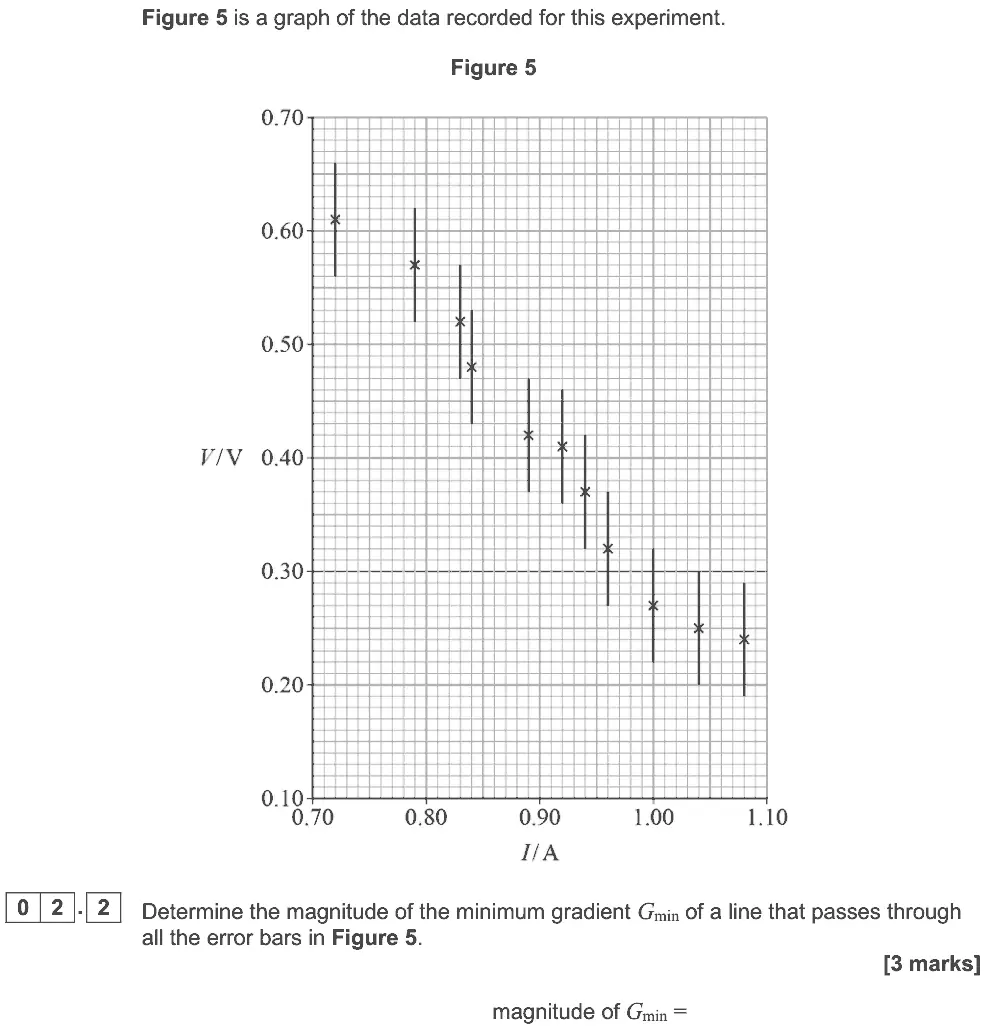 Figure 5 is a graph of the data recorded for this experiment.
Figure 5
0.70
0.60
0.50
V/V 0.40
0.30
0.20
0.10
0.70 0.80 0.90 1.00 1.10
I/A
0 2 . 2 Determine the magnitude of the minimum gradient Gmin of a line that passes through
all the error bars in Figure 5.
[3 marks]
magnitude of Gmin =